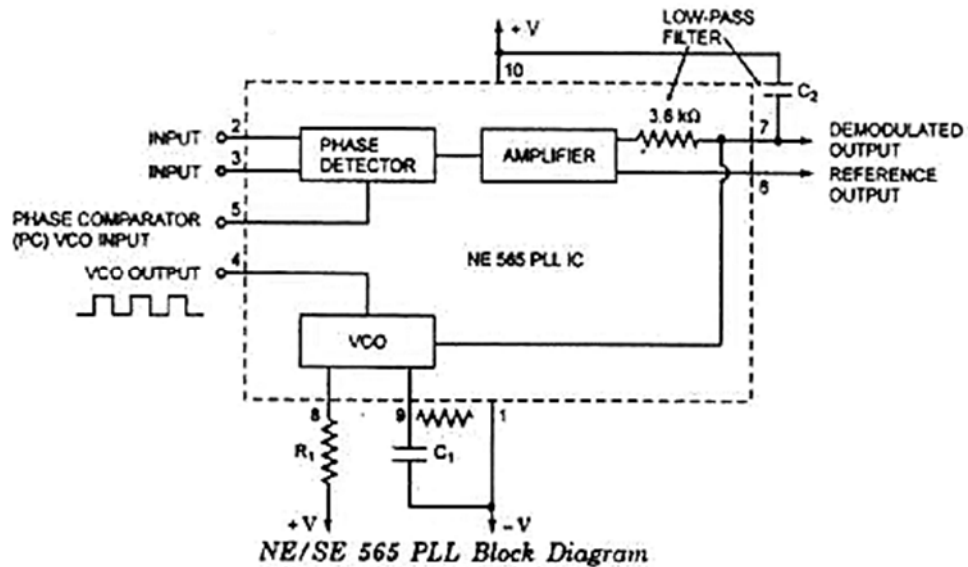 +V
LOW-PASS
FILTER
10
C2
3.6 kΩ
INPUT 2
INPUT 3
PHASE
DETECTOR
AMPLIFIER
7
DEMODULATED
OUTPUT
6
REFERENCE
OUTPUT
5
PHASE COMPARATOR
(PC) VCO INPUT
NE 565 PLL IC
4
VCO OUTPUT
VCO
8
9
1
R1
C1
+V
-V
NE/SE 565 PLL Block Diagram